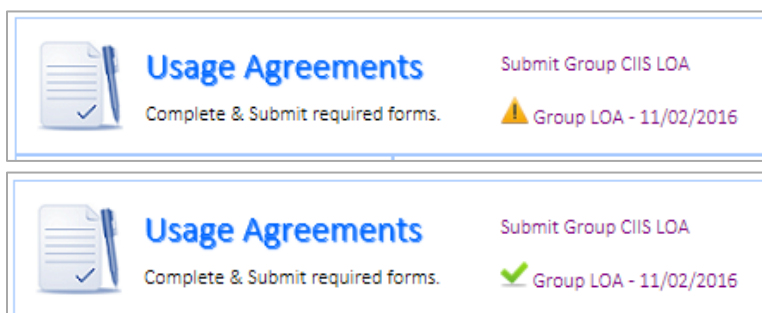 Usage Agreements
Submit Group CIIS LOA
Complete & Submit required forms.
Group LOA - 11/02/2016
Usage Agreements
Submit Group CIIS LOA
Complete & Submit required forms.
Group LOA - 11/02/2016